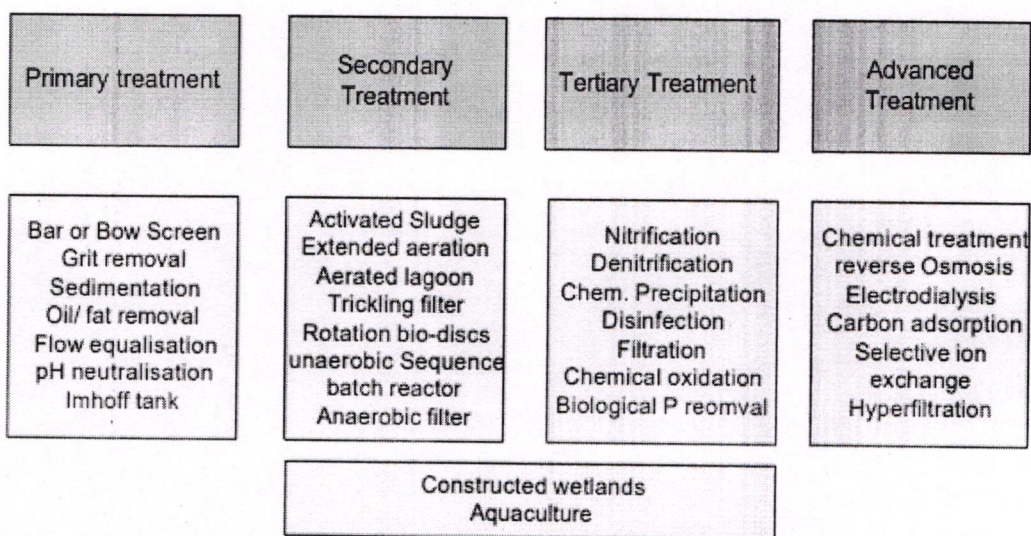 Primary treatment
Secondary
Treatment
Tertiary Treatment
Advanced
Treatment
Bar or Bow Screen
Grit removal
Sedimentation
Oil/ fat removal
Flow equalisation
pH neutralisation
Imhoff tank
Activated Sludge
Extended aeration
Aerated lagoon
Trickling filter
Rotation bio-discs
unaerobic Sequence
batch reactor
Anaerobic filter
Nitrification
Denitrification
Chem. Precipitation
Disinfection
Filtration
Chemical oxidation
Biological P reomval
Chemical treatment
reverse Osmosis
Electrodialysis
Carbon adsorption
Selective ion
exchange
Hyperfiltration
Constructed wetlands
Aquaculture